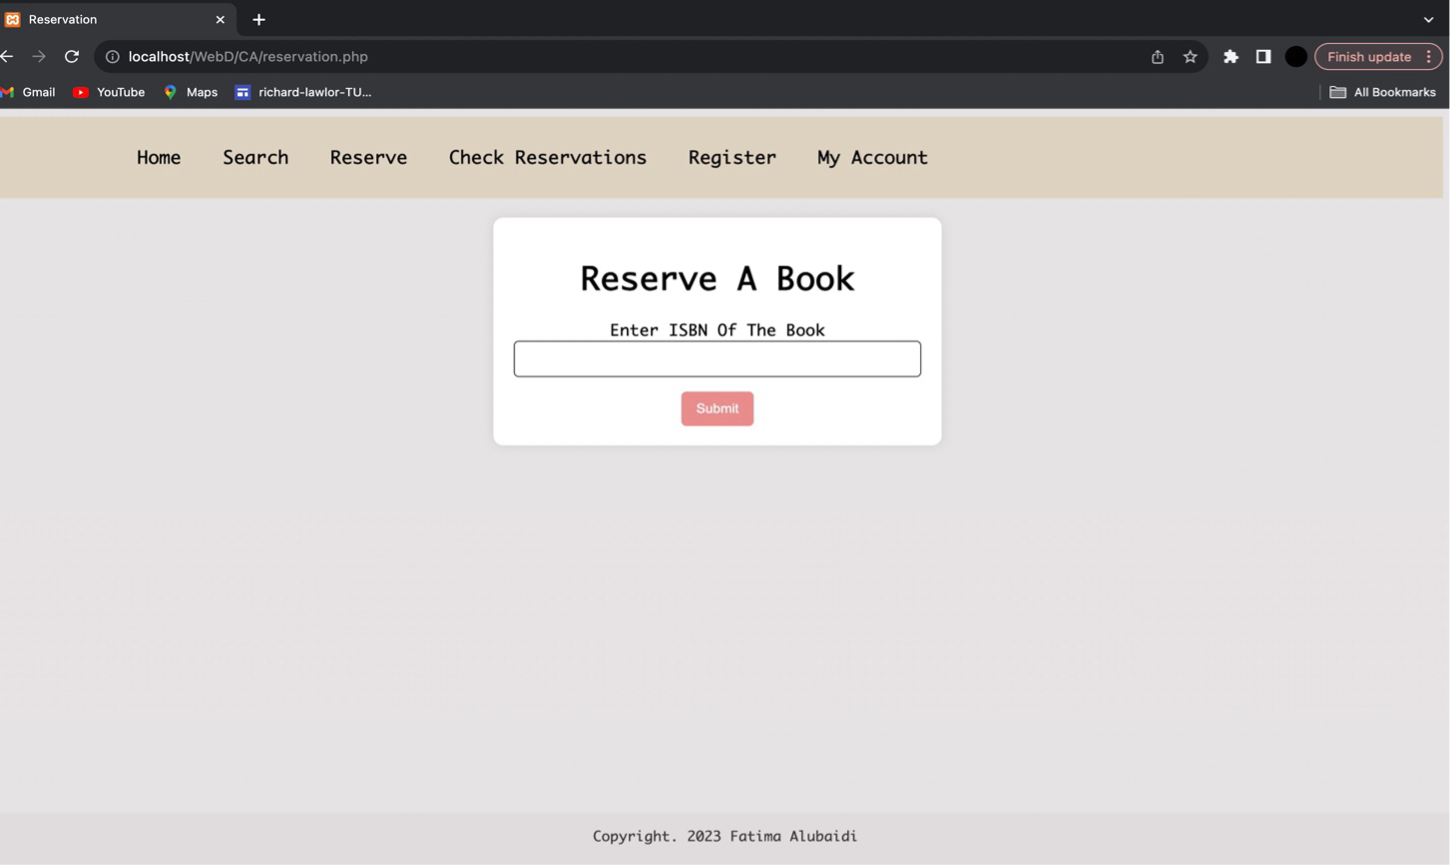 Reservation
localhost/WebD/CA/reservation.php
Finish update
Gmail YouTube Maps richard-lawlor-TU...
All Bookmarks
Home Search Reserve Check Reservations Register My Account
Reserve A Book
Enter ISBN Of The Book
Submit
Copyright. 2023 Fatima Alubaidi